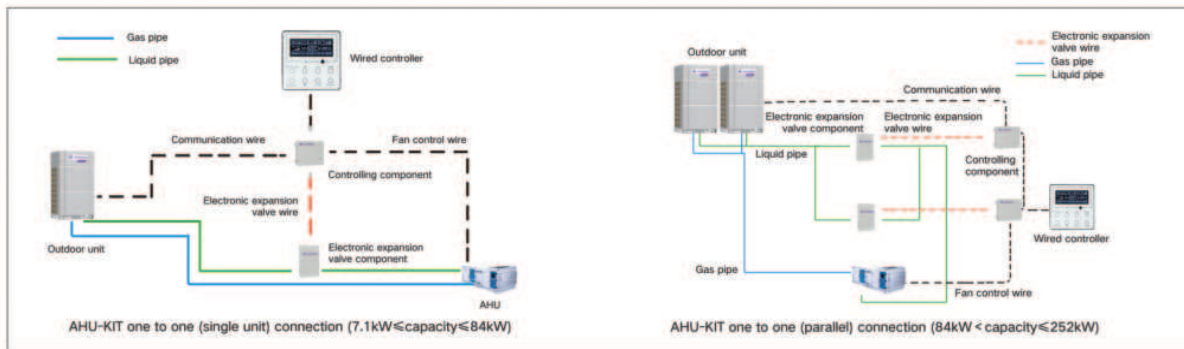 Gas pipe
Liquid pipe
Wired controller
Communication wire
Fan control wire
Controlling component
Electronic expansion
valve wire
Outdoor unit
Electronic expansion
valve component
AHU
AHU-KIT one to one (single unit) connection (7.1kW≤capacity≤84kW)
Outdoor unit
Electronic expansion
valve wire
Gas pipe
Liquid pipe
Communication wire
Electronic expansion
valve component
Electronic expansion
valve wire
Liquid pipe
Controlling
component
Wired controller
Gas pipe
Fan control wire
AHU-KIT one to one (parallel) connection (84kW<capacity≤252kW)